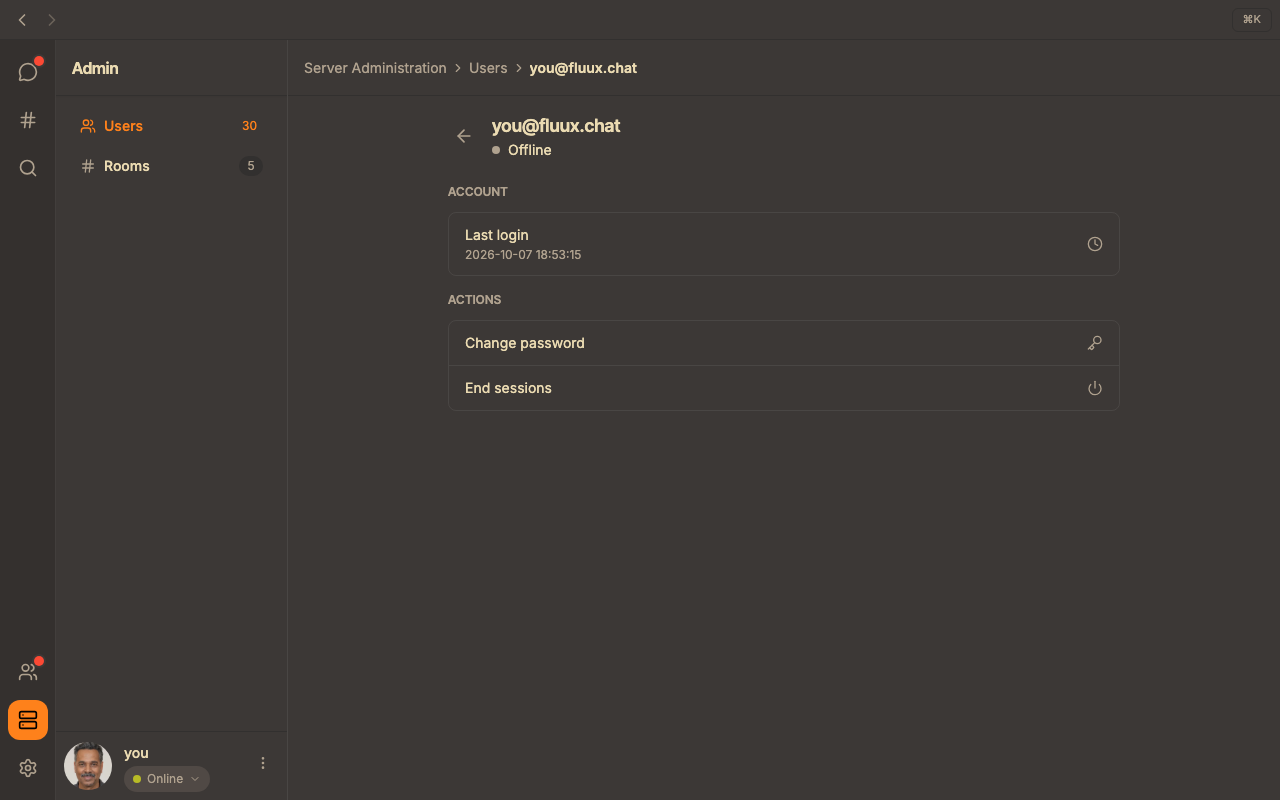 ⌘K
Admin
Server Administration > Users > you@fluux.chat
Users 30
Rooms 5
you@fluux.chat
Offline
ACCOUNT
Last login
2026-10-07 18:53:15
ACTIONS
Change password
End sessions
you
Online